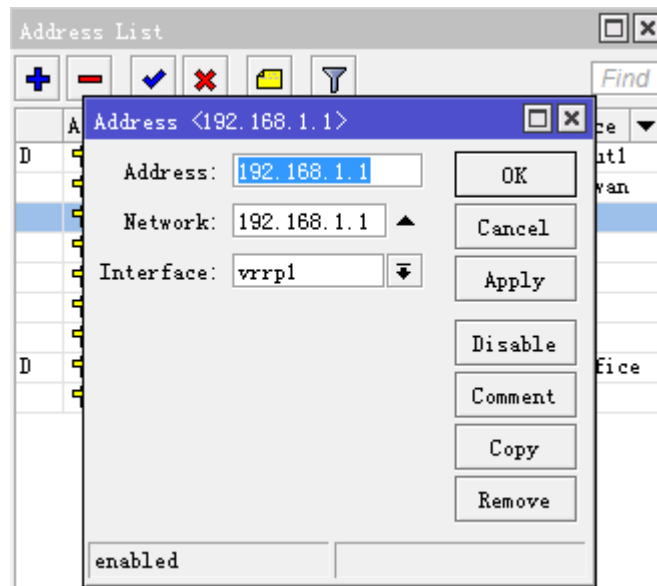 Address List
Find
A
Address <192.168.1.1>
ce
D
ut1
wan
Address: 192.168.1.1
OK
Network: 192.168.1.1
Cancel
Interface: vrrp1
Apply
Disable
D
fice
Comment
Copy
Remove
enabled